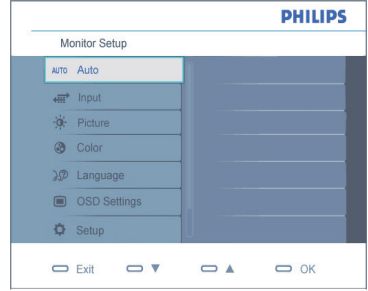 PHILIPS
Monitor Setup
AUTO Auto
Input
Picture
Color
Language
OSD Settings
Setup
Exit ▼ ▲ OK